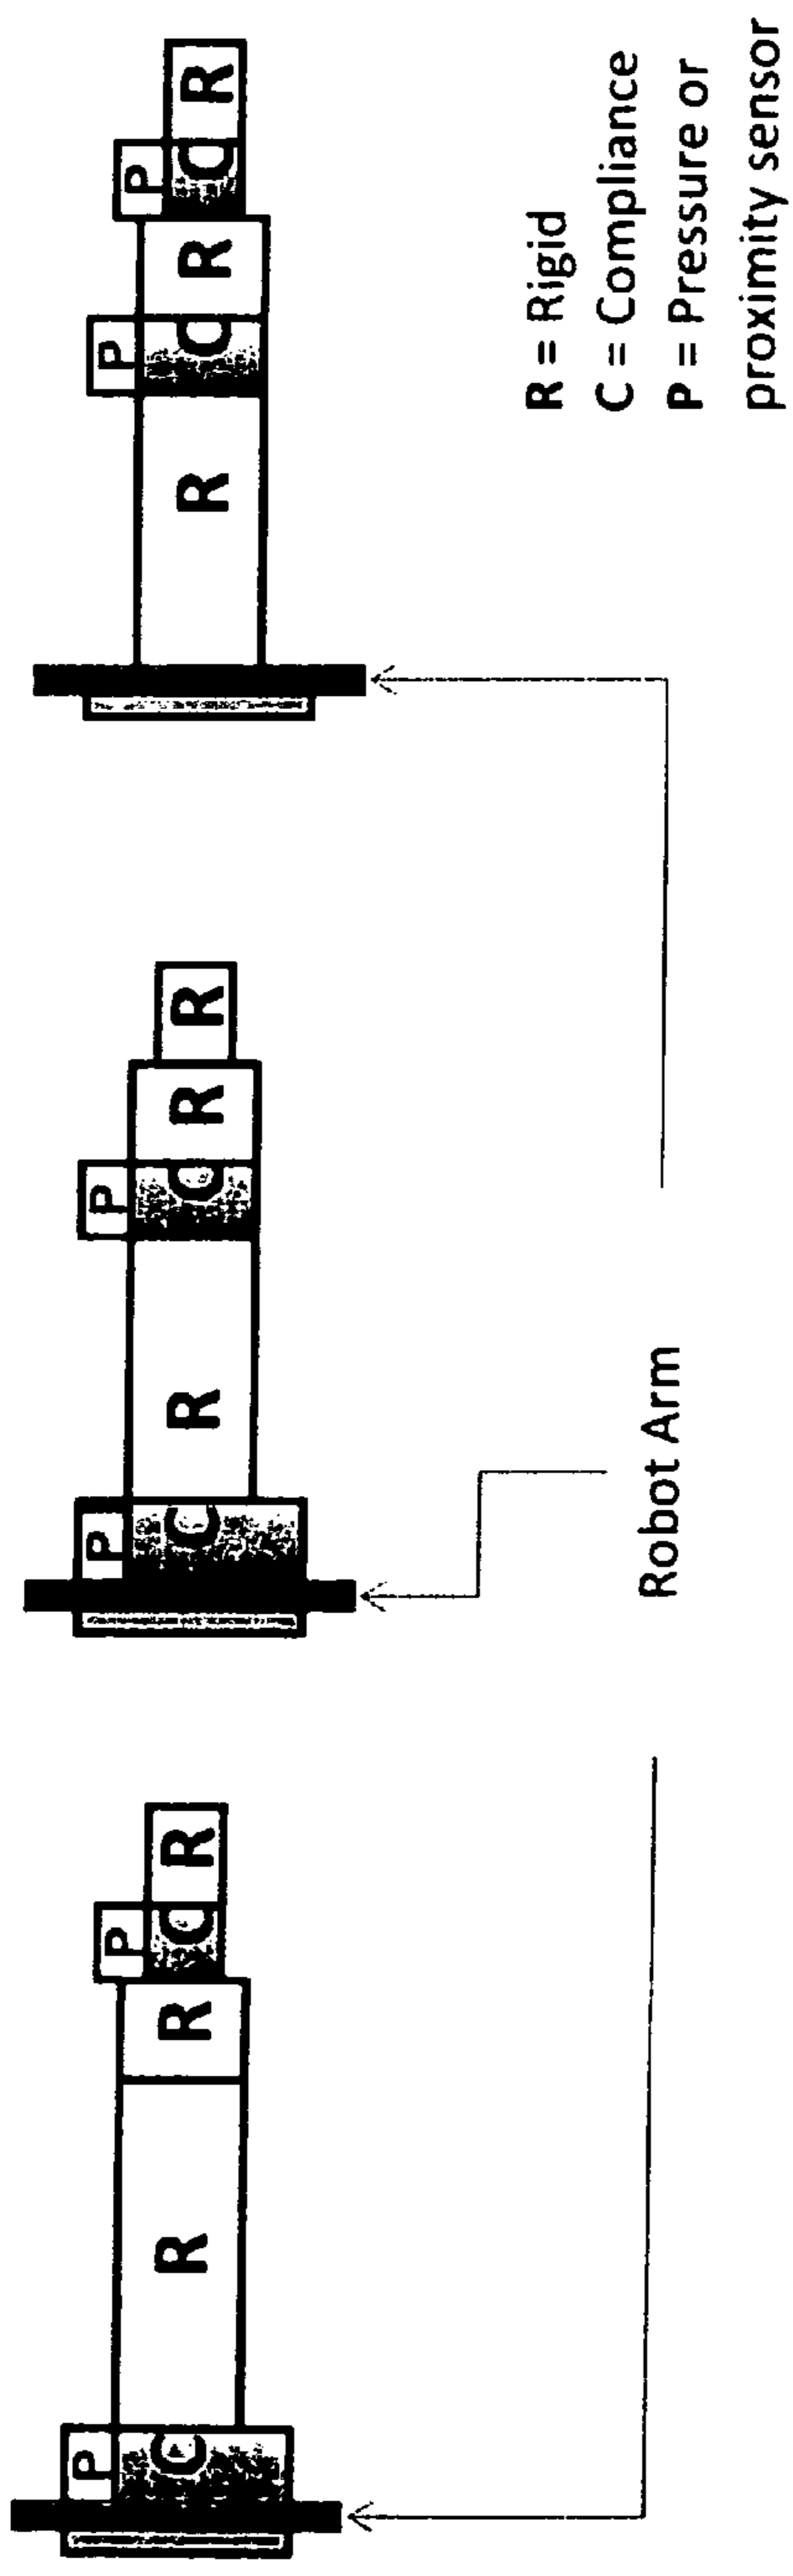 P P
C R R C R
P P
C R C R R
P P
R C R C R
Robot Arm
R = Rigid
C = Compliance
P = Pressure or
proximity sensor